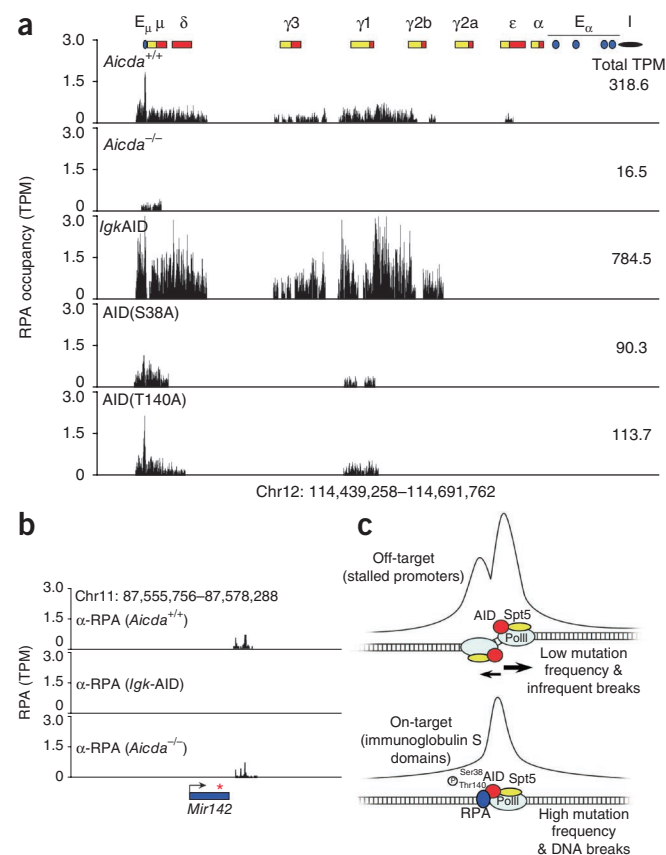 a
Eμ μ δ γ3 γ1 γ2b γ2a ε α Eα I
RPA occupancy (TPM)
3.0
1.5
0
Aicda+/+
Total TPM
318.6
3.0
1.5
0
Aicda−/−
16.5
3.0
1.5
0
IgkAID
784.5
3.0
1.5
0
AID(S38A)
90.3
3.0
1.5
0
AID(T140A)
113.7
Chr12: 114,439,258–114,691,762
b
RPA (TPM)
3.0
1.5
0
Chr11: 87,555,756–87,578,288
α-RPA (Aicda+/+)
3.0
1.5
0
α-RPA (Igk-AID)
3.0
1.5
0
α-RPA (Aicda−/−)
*
Mir142
c
Off-target
(stalled promoters)
AID Spt5
PolII
Low mutation
frequency &
infrequent breaks
On-target
(immunoglobulin S
domains)
P
Ser38
Thr140
AID Spt5
PolII
RPA
High mutation
frequency
& DNA breaks